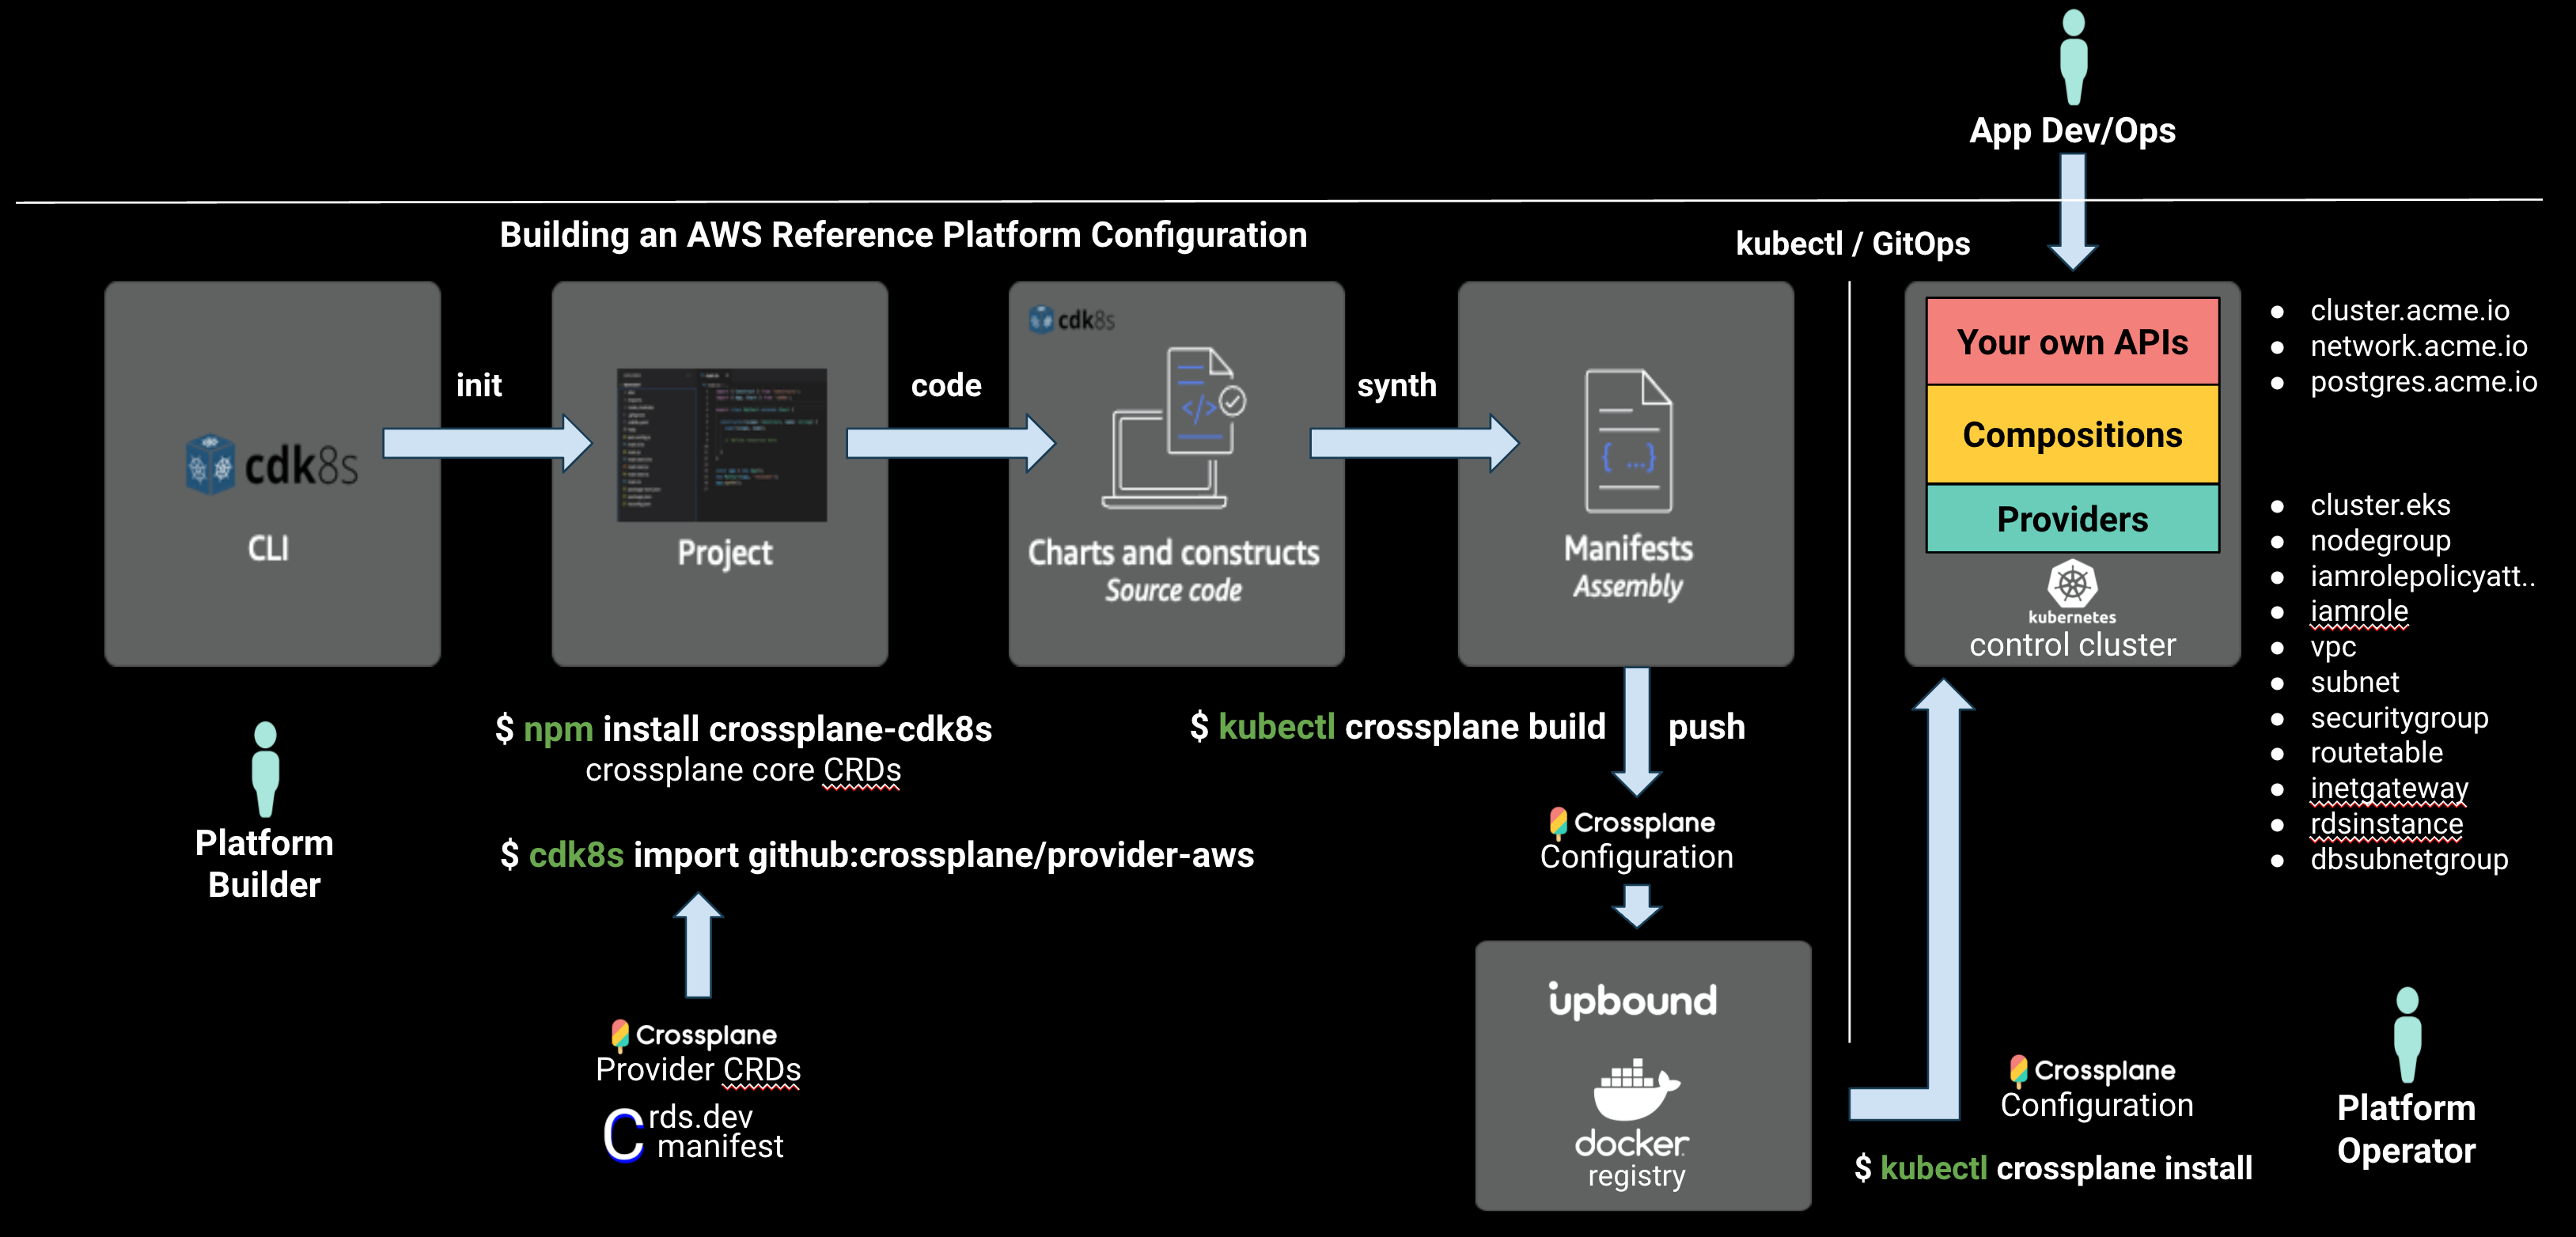 App Dev/Ops
Building an AWS Reference Platform Configuration
kubectl / GitOps
cdk8s
CLI
init
Project
code
cdk8s
</>
Charts and constructs
Source code
synth
{ ...}
Manifests
Assembly
Your own APIs
Compositions
Providers
kubernetes
control cluster
cluster.acme.io
network.acme.io
postgres.acme.io
cluster.eks
nodegroup
iamrolepolicyatt..
iamrole
vpc
subnet
securitygroup
routetable
inetgateway
rdsinstance
dbsubnetgroup
Platform
Builder
$ npm install crossplane-cdk8s
crossplane core CRDs
$ cdk8s import github:crossplane/provider-aws
Crossplane
Provider CRDs
Crds.dev
manifest
$ kubectl crossplane build push
Crossplane
Configuration
upbound
docker
registry
Crossplane
Configuration
$ kubectl crossplane install
Platform
Operator